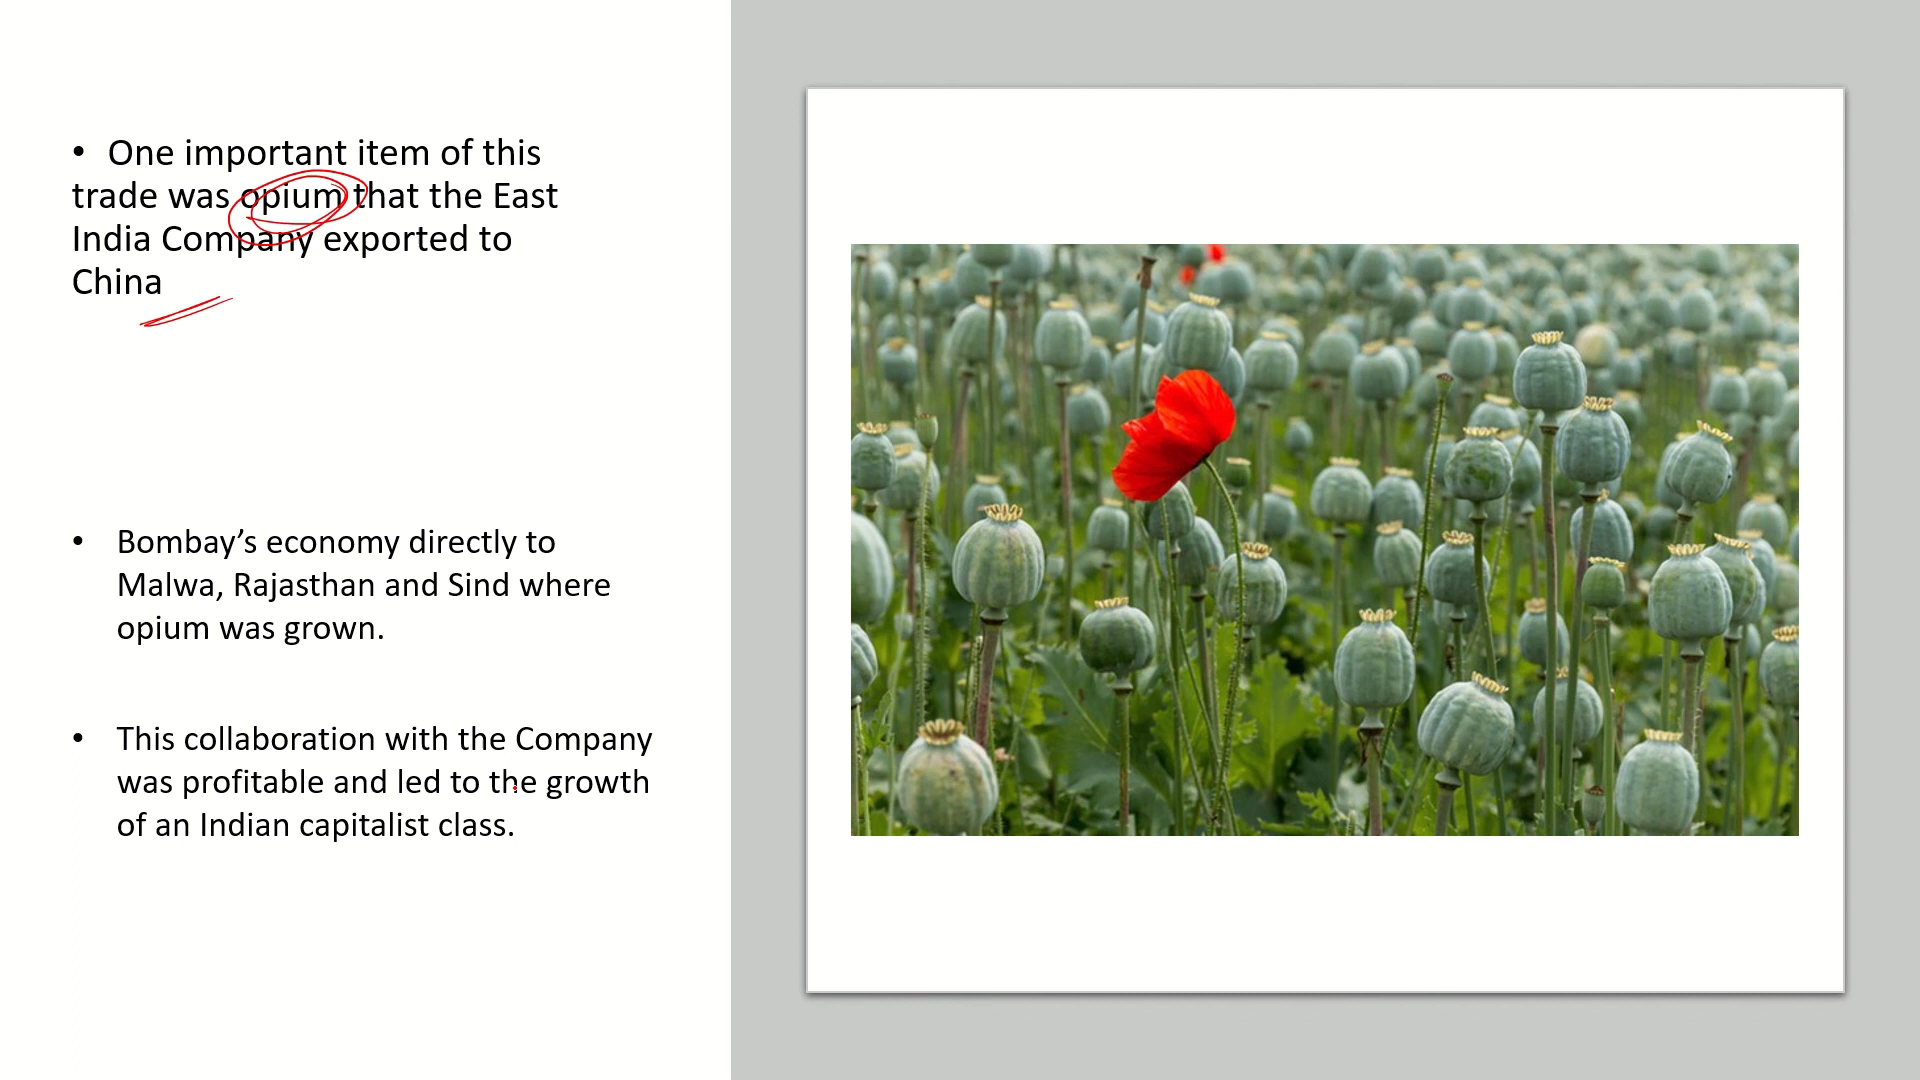 • One important item of this
trade was opium that the East
India Company exported to
China
• Bombay’s economy directly to
Malwa, Rajasthan and Sind where
opium was grown.
• This collaboration with the Company
was profitable and led to the growth
of an Indian capitalist class.